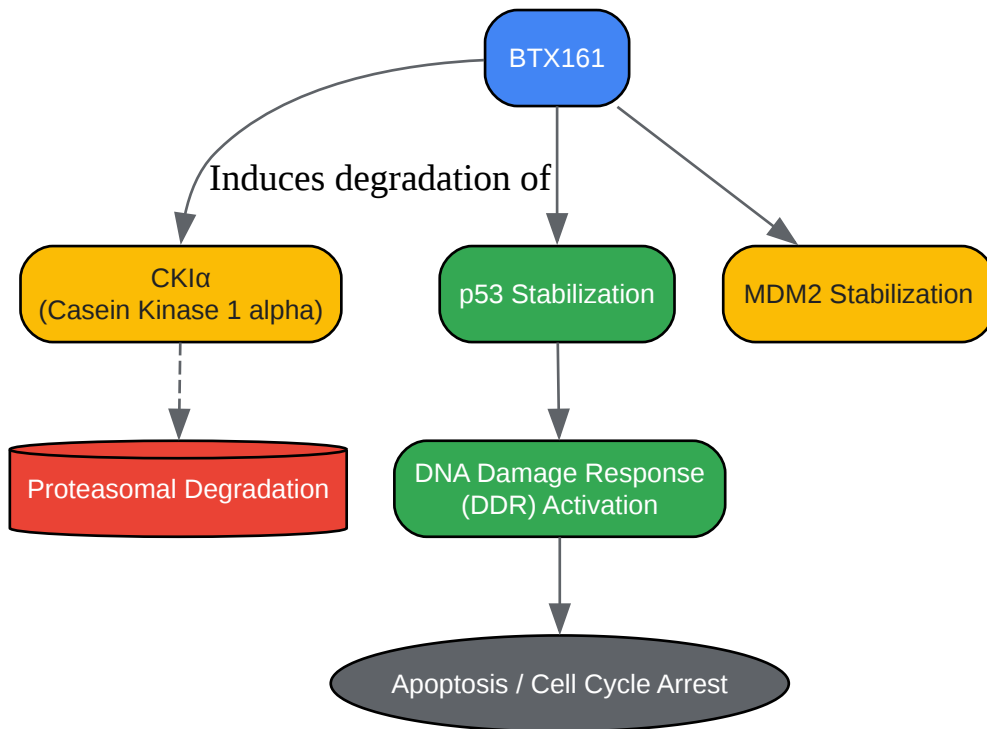 BTX161
Induces degradation of
CKIα
(Casein Kinase 1 alpha)
p53 Stabilization
MDM2 Stabilization
Proteasomal Degradation
DNA Damage Response
(DDR) Activation
Apoptosis / Cell Cycle Arrest